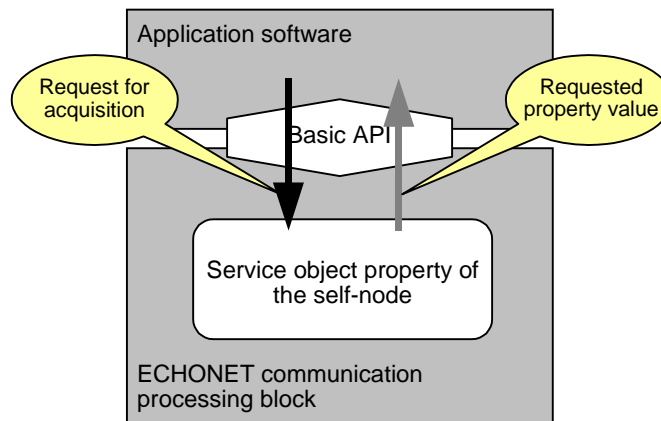 Application software
Request for
acquisition
Requested
property value
Basic API
Service object property of
the self-node
ECHONET communication
processing block